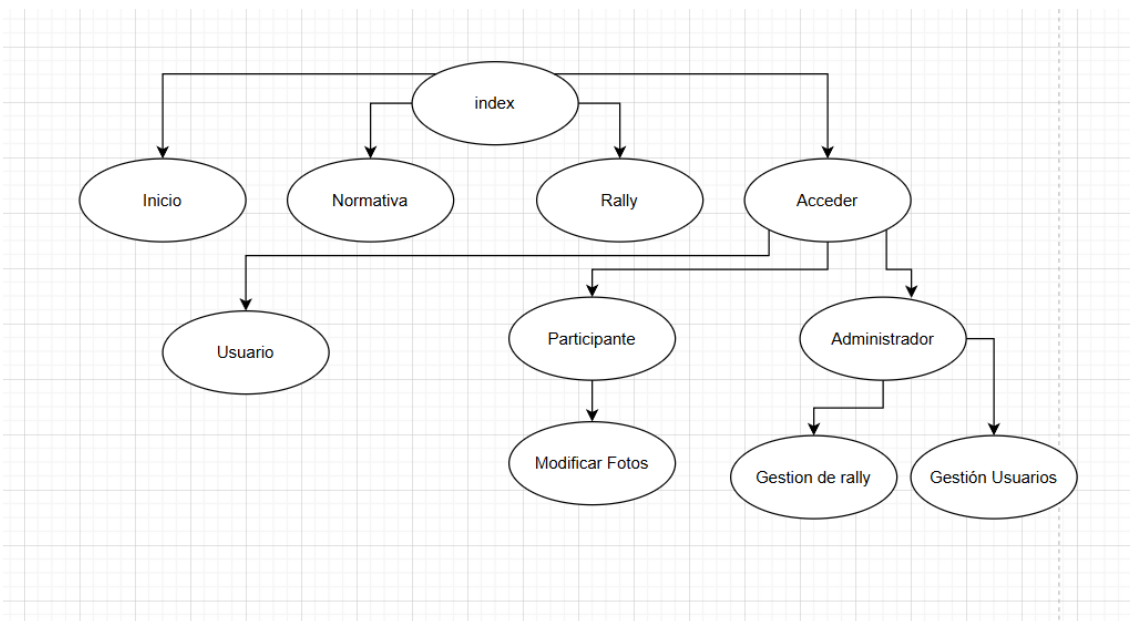 index
Inicio
Normativa
Rally
Acceder
Usuario
Participante
Administrador
Modificar Fotos
Gestion de rally
Gestión Usuarios